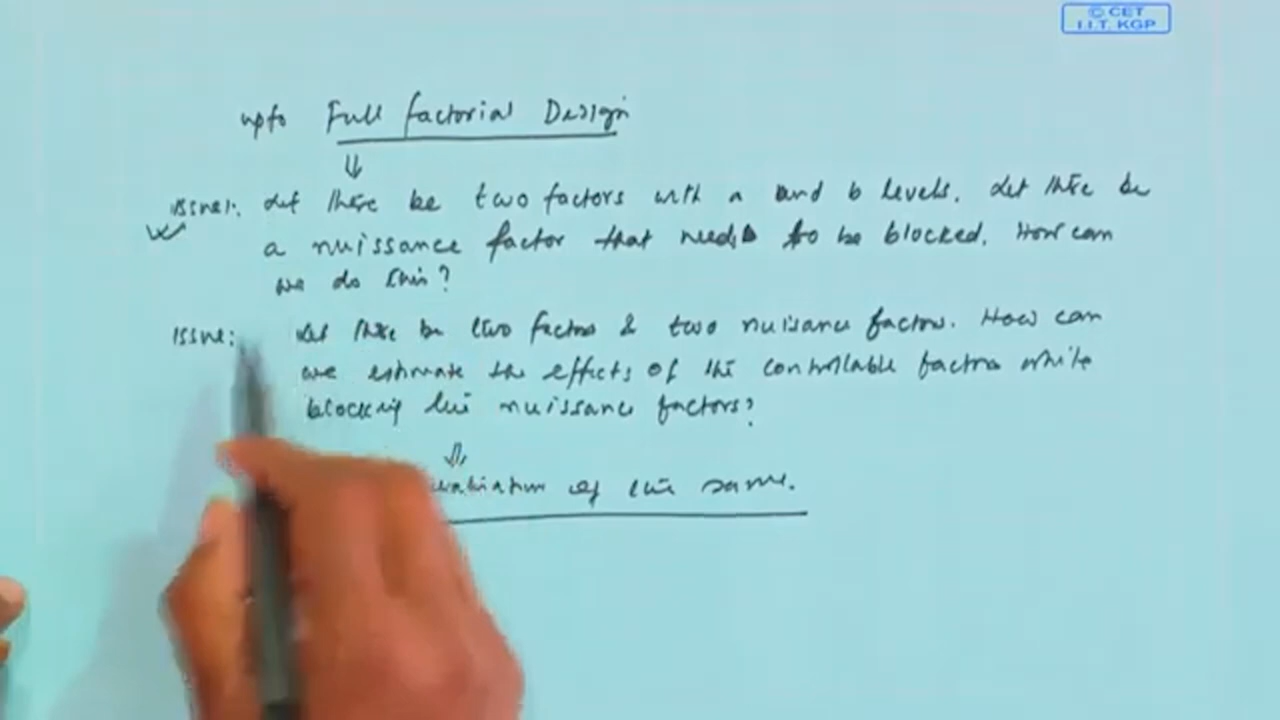 © CET
I.I.T. KGP
upto Full factorial Design
Issue1: Let there be two factors with a and b levels. Let there be
a nuissance factor that needs to be blocked. How can
we do this?
Issue: Let there be two factors & two nuisance factors. How can
we estimate the effects of the controllable factors while
blocking the nuissance factors?
of the same.